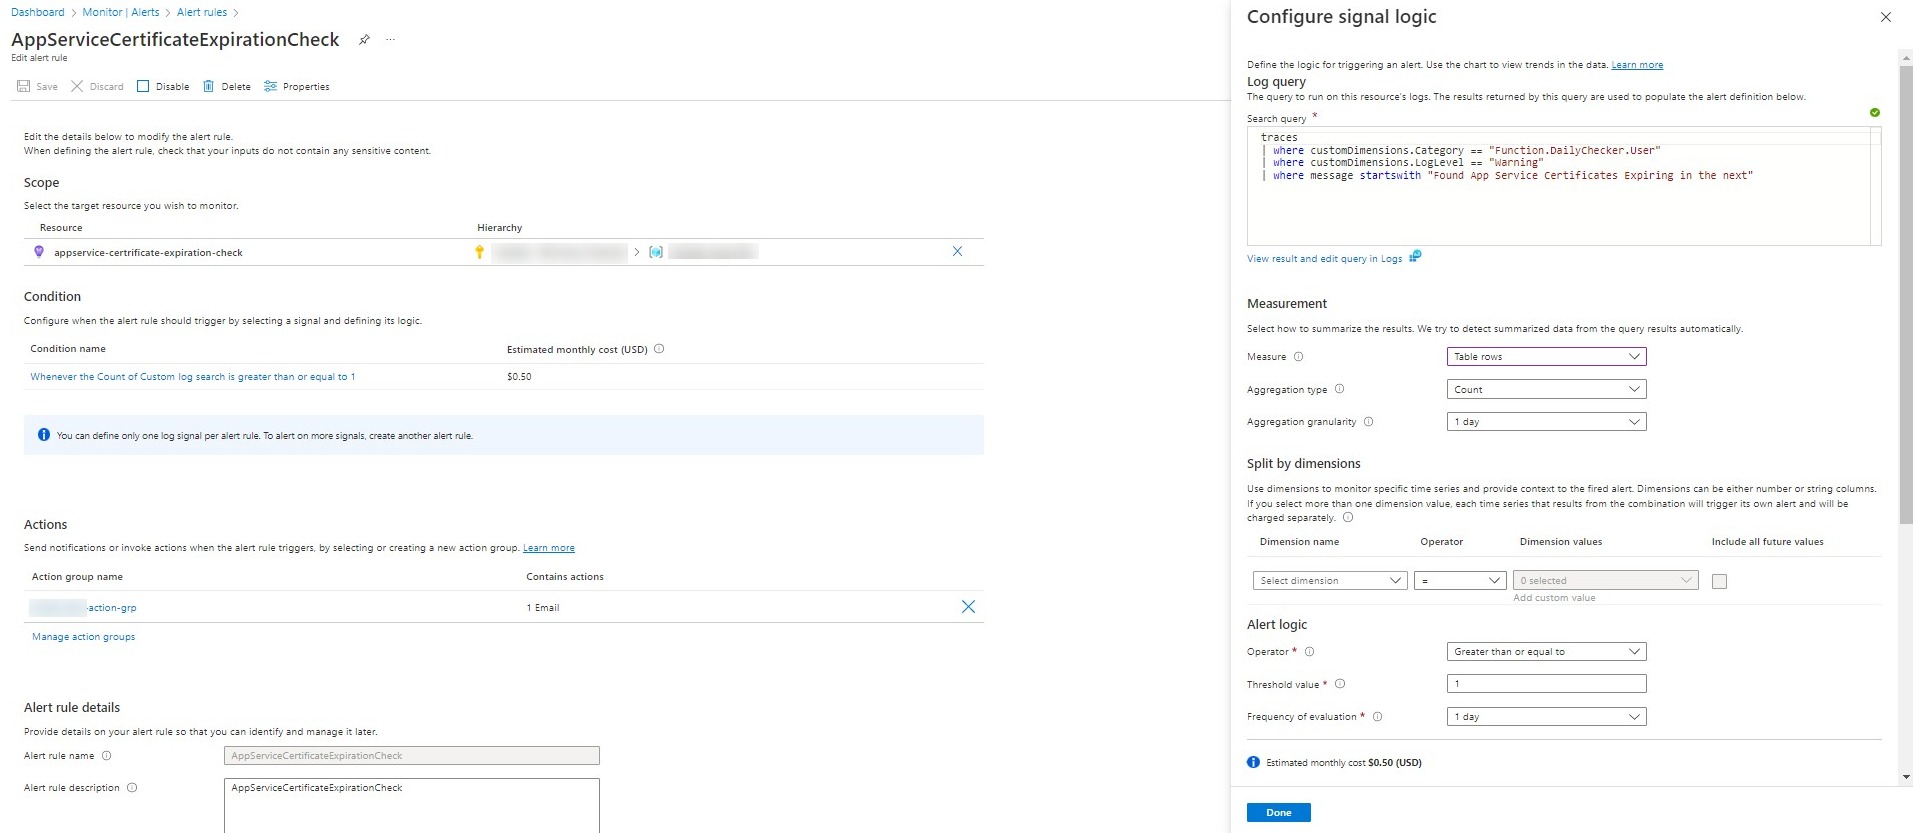 Dashboard > Monitor | Alerts > Alert rules >
AppServiceCertificateExpirationCheck ...
Edit alert rule
Save Discard Disable Delete Properties
Edit the details below to modify the alert rule.
When defining the alert rule, check that your inputs do not contain any sensitive content.
Scope
Select the target resource you wish to monitor.
Resource Hierarchy
appservice-certrificate-expiration-check >
Condition
Configure when the alert rule should trigger by selecting a signal and defining its logic.
Condition name Estimated monthly cost (USD)
Whenever the Count of Custom log search is greater than or equal to 1 $0.50
You can define only one log signal per alert rule. To alert on more signals, create another alert rule.
Actions
Send notifications or invoke actions when the alert rule triggers, by selecting or creating a new action group. Learn more
Action group name Contains actions
-action-grp 1 Email
Manage action groups
Alert rule details
Provide details on your alert rule so that you can identify and manage it later.
Alert rule name AppServiceCertificateExpirationCheck
Alert rule description AppServiceCertificateExpirationCheck
Configure signal logic
Define the logic for triggering an alert. Use the chart to view trends in the data. Learn more
Log query
The query to run on this resource's logs. The results returned by this query are used to populate the alert definition below.
Search query *
traces
| where customDimensions.Category == "Function.DailyChecker.User"
| where customDimensions.LogLevel == "Warning"
| where message startswith "Found App Service Certificates Expiring in the next"
View result and edit query in Logs
Measurement
Select how to summarize the results. We try to detect summarized data from the query results automatically.
Measure Table rows
Aggregation type Count
Aggregation granularity 1 day
Split by dimensions
Use dimensions to monitor specific time series and provide context to the fired alert. Dimensions can be either number or string columns.
If you select more than one dimension value, each time series that results from the combination will trigger its own alert and will be
charged separately.
Dimension name Operator Dimension values Include all future values
Select dimension = 0 selected
Add custom value
Alert logic
Operator * Greater than or equal to
Threshold value * 1
Frequency of evaluation * 1 day
Estimated monthly cost $0.50 (USD)
Done